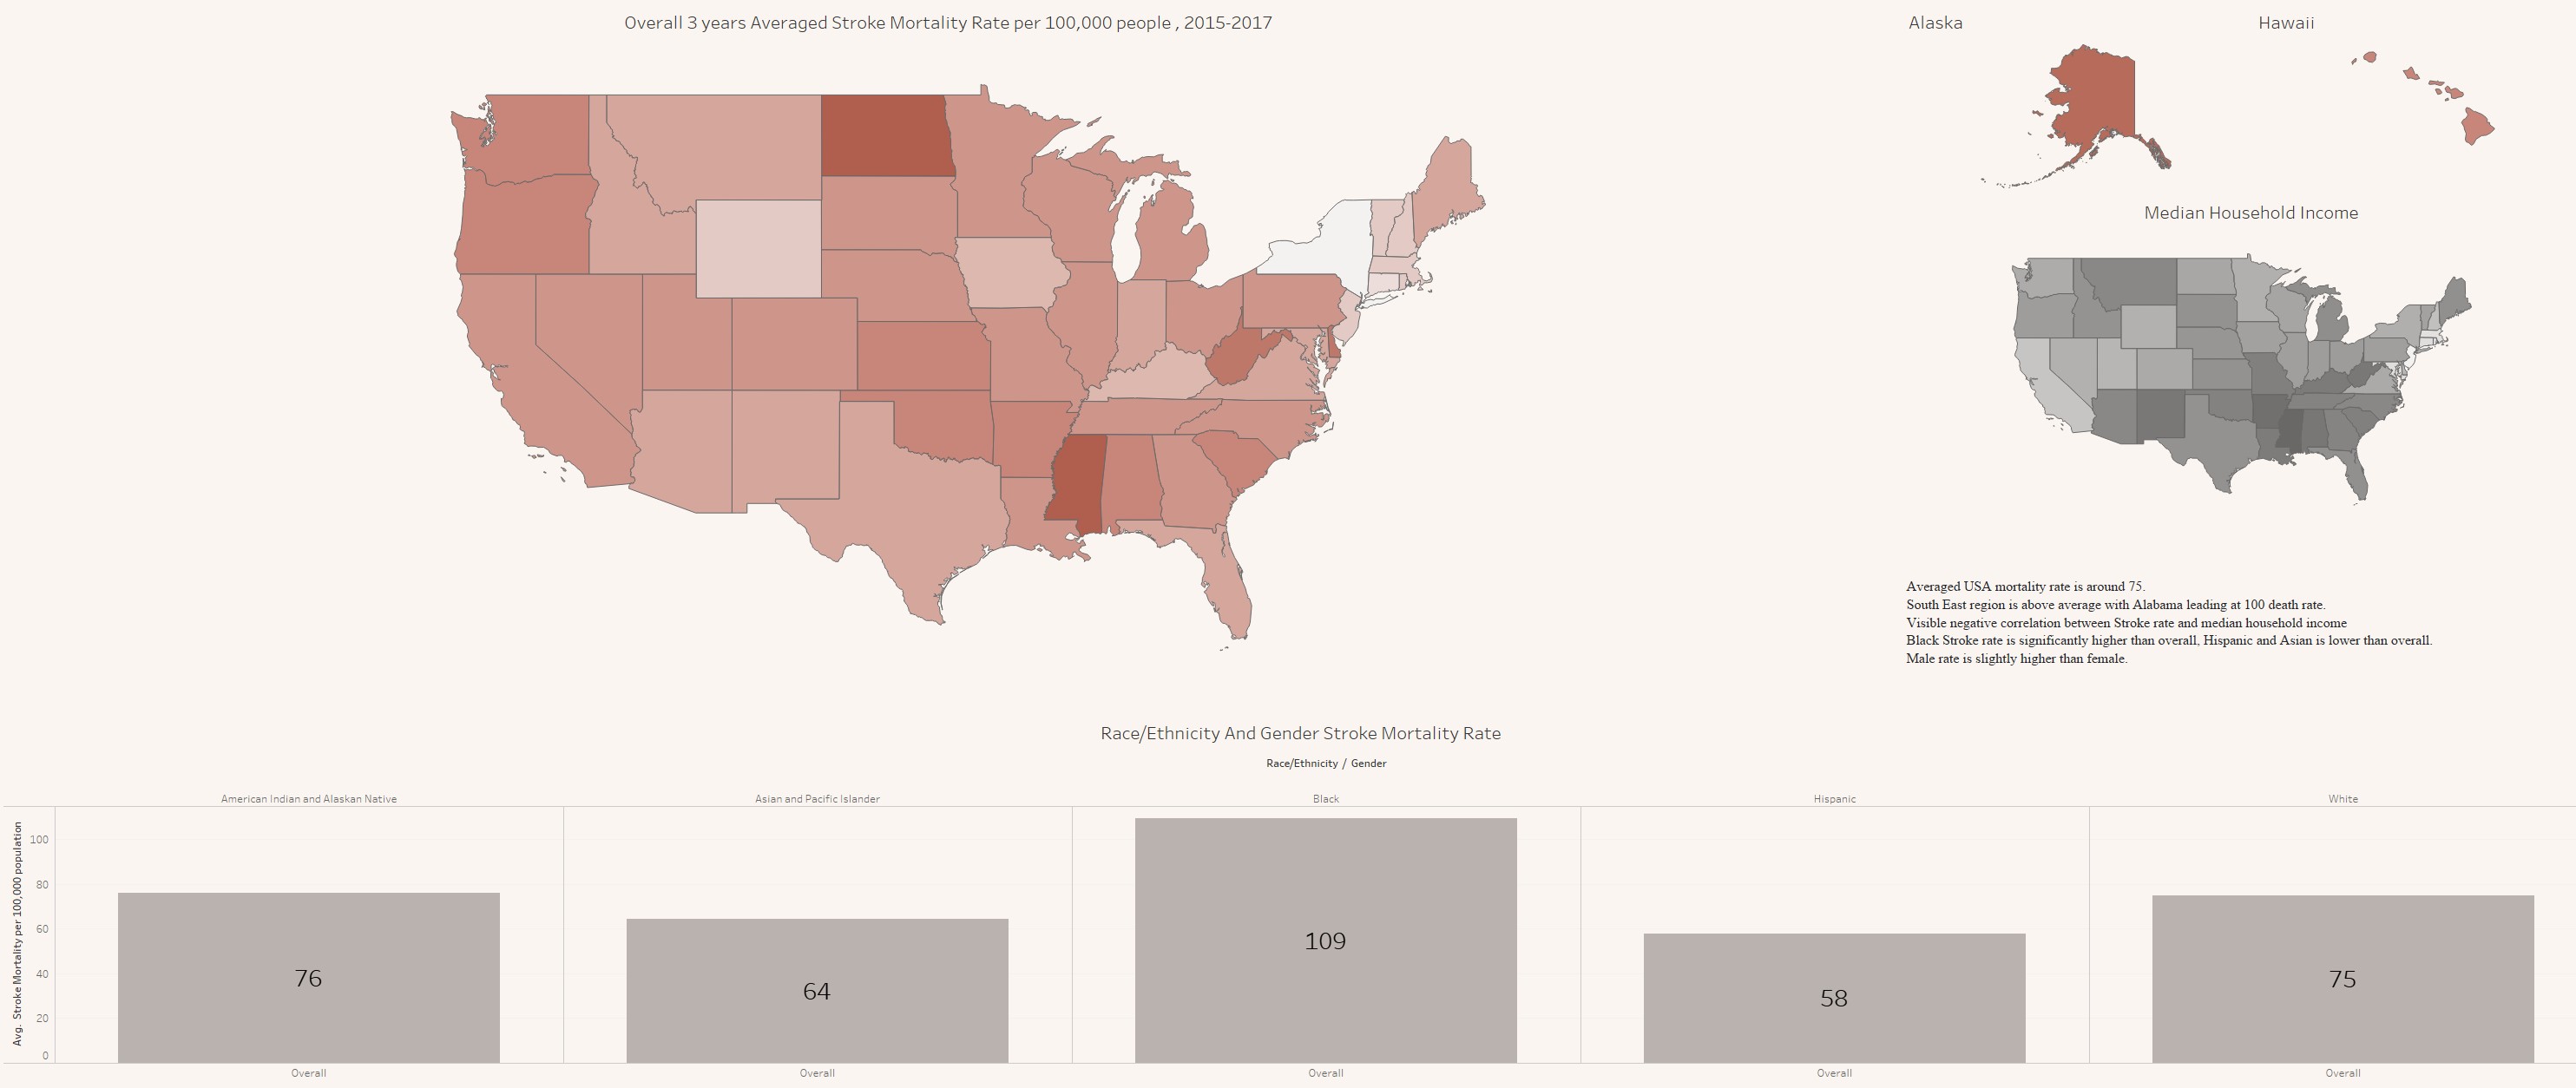 Overall 3 years Averaged Stroke Mortality Rate per 100,000 people , 2015-2017
Alaska
Hawaii
Median Household Income
Averaged USA mortality rate is around 75.
South East region is above average with Alabama leading at 100 death rate.
Visible negative correlation between Stroke rate and median household income
Black Stroke rate is significantly higher than overall, Hispanic and Asian is lower than overall.
Male rate is slightly higher than female.
Race/Ethnicity And Gender Stroke Mortality Rate
Race/Ethnicity / Gender
American Indian and Alaskan Native
Asian and Pacific Islander
Black
Hispanic
White
Avg. Stroke Mortality per 100,000 population
100
80
60
40
20
0
76
64
109
58
75
Overall
Overall
Overall
Overall
Overall